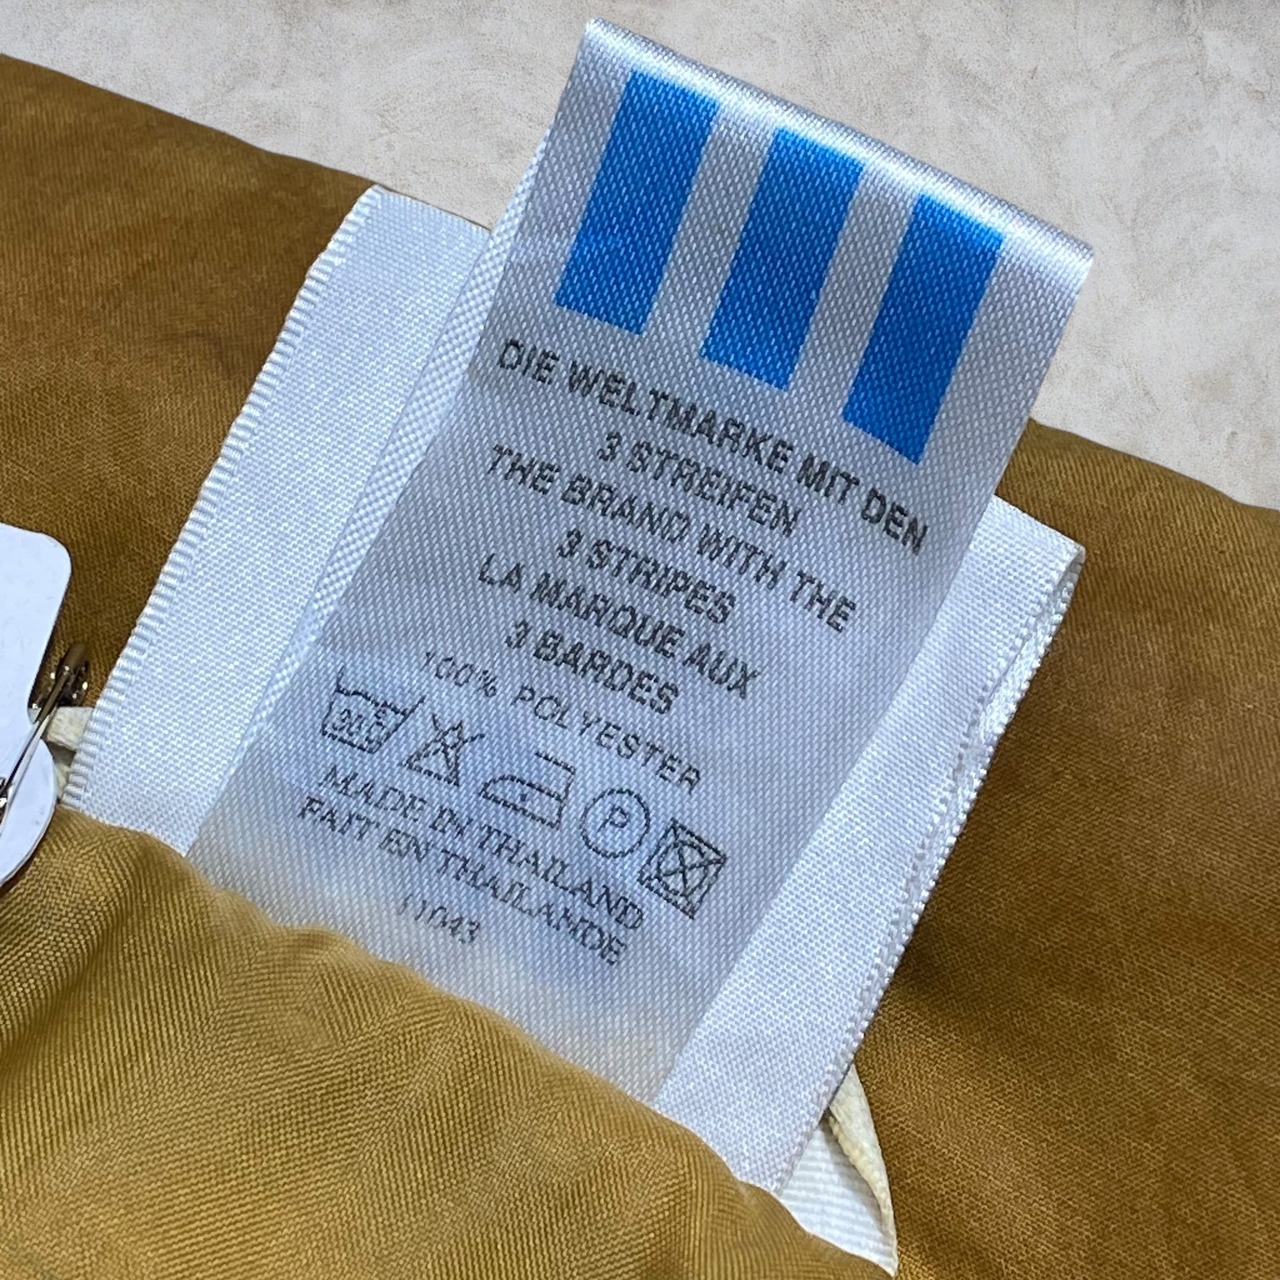 DIE WELTMARKE MIT DEN
3 STREIFEN
THE BRAND WITH THE
3 STRIPES
LA MARQUE AUX
3 BARDES
100% POLYESTER
30°C
P
MADE IN THAILAND
FAIT EN THAILANDE
11043